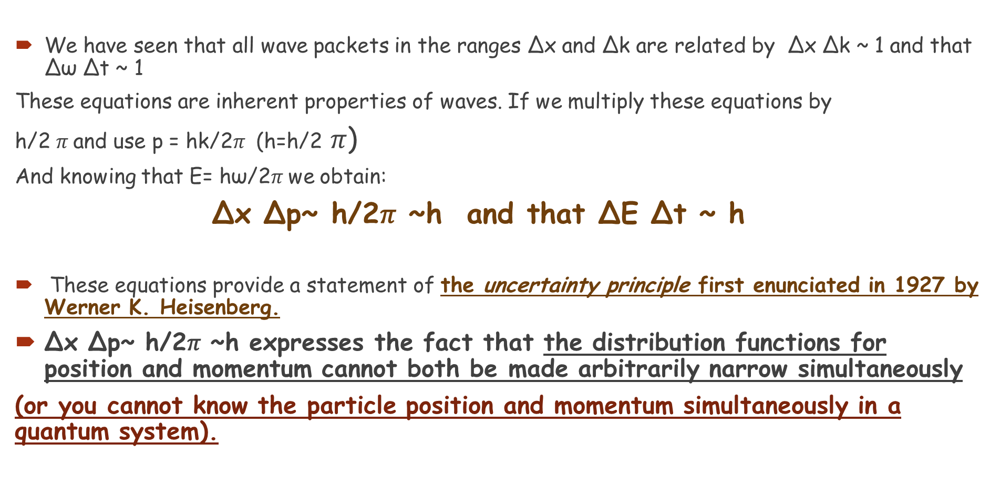 We have seen that all wave packets in the ranges Δx and Δk are related by Δx Δk ~ 1 and that
Δω Δt ~ 1
These equations are inherent properties of waves. If we multiply these equations by
h/2 π and use p = hk/2π (h=h/2 π)
And knowing that E= hω/2π we obtain:
Δx Δp~ h/2π ~h and that ΔE Δt ~ h
These equations provide a statement of the uncertainty principle first enunciated in 1927 by
Werner K. Heisenberg.
Δx Δp~ h/2π ~h expresses the fact that the distribution functions for
position and momentum cannot both be made arbitrarily narrow simultaneously
(or you cannot know the particle position and momentum simultaneously in a
quantum system).